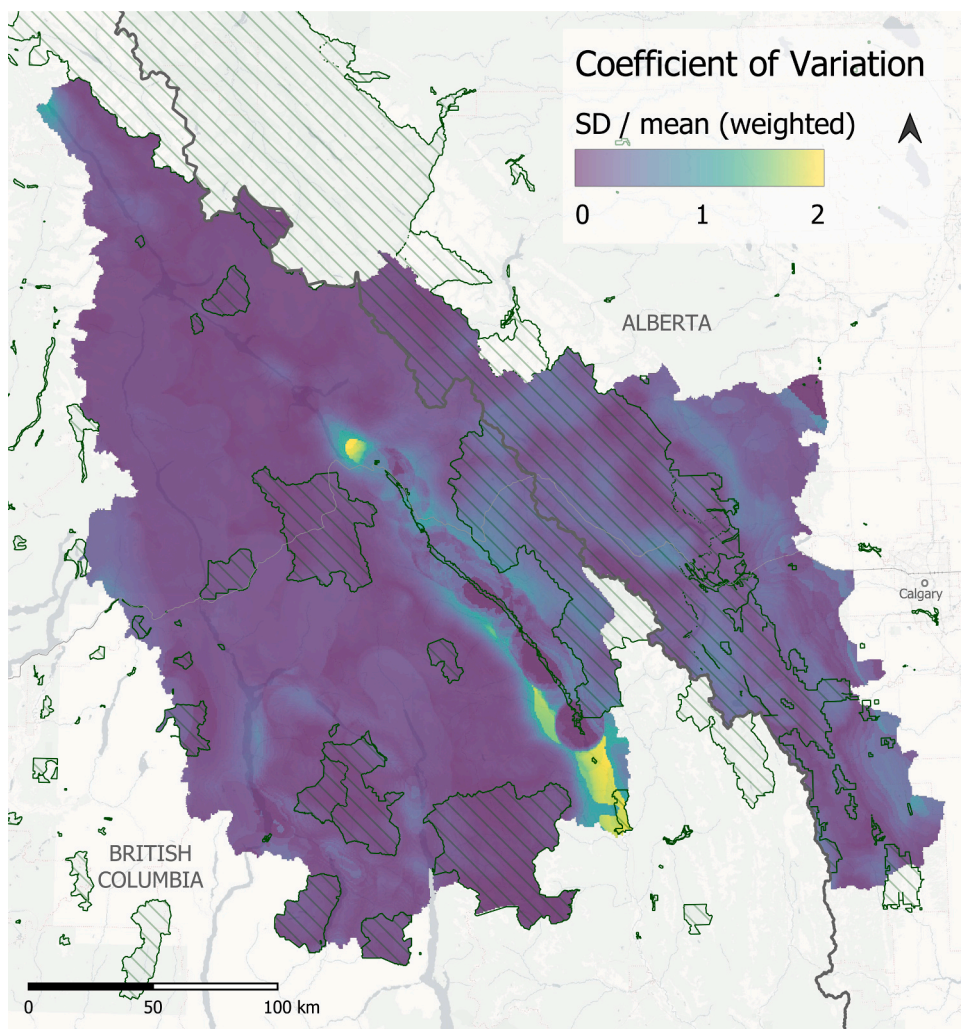 Coefficient of Variation
SD / mean (weighted)
0 1 2
ALBERTA
Calgary
BRITISH
COLUMBIA
0 50 100 km